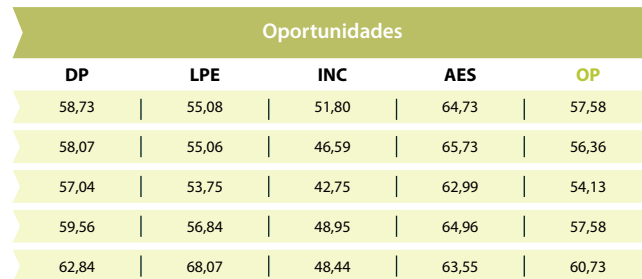 Oportunidades
DP LPE INC AES OP
58,73 55,08 51,80 64,73 57,58
58,07 55,06 46,59 65,73 56,36
57,04 53,75 42,75 62,99 54,13
59,56 56,84 48,95 64,96 57,58
62,84 68,07 48,44 63,55 60,73